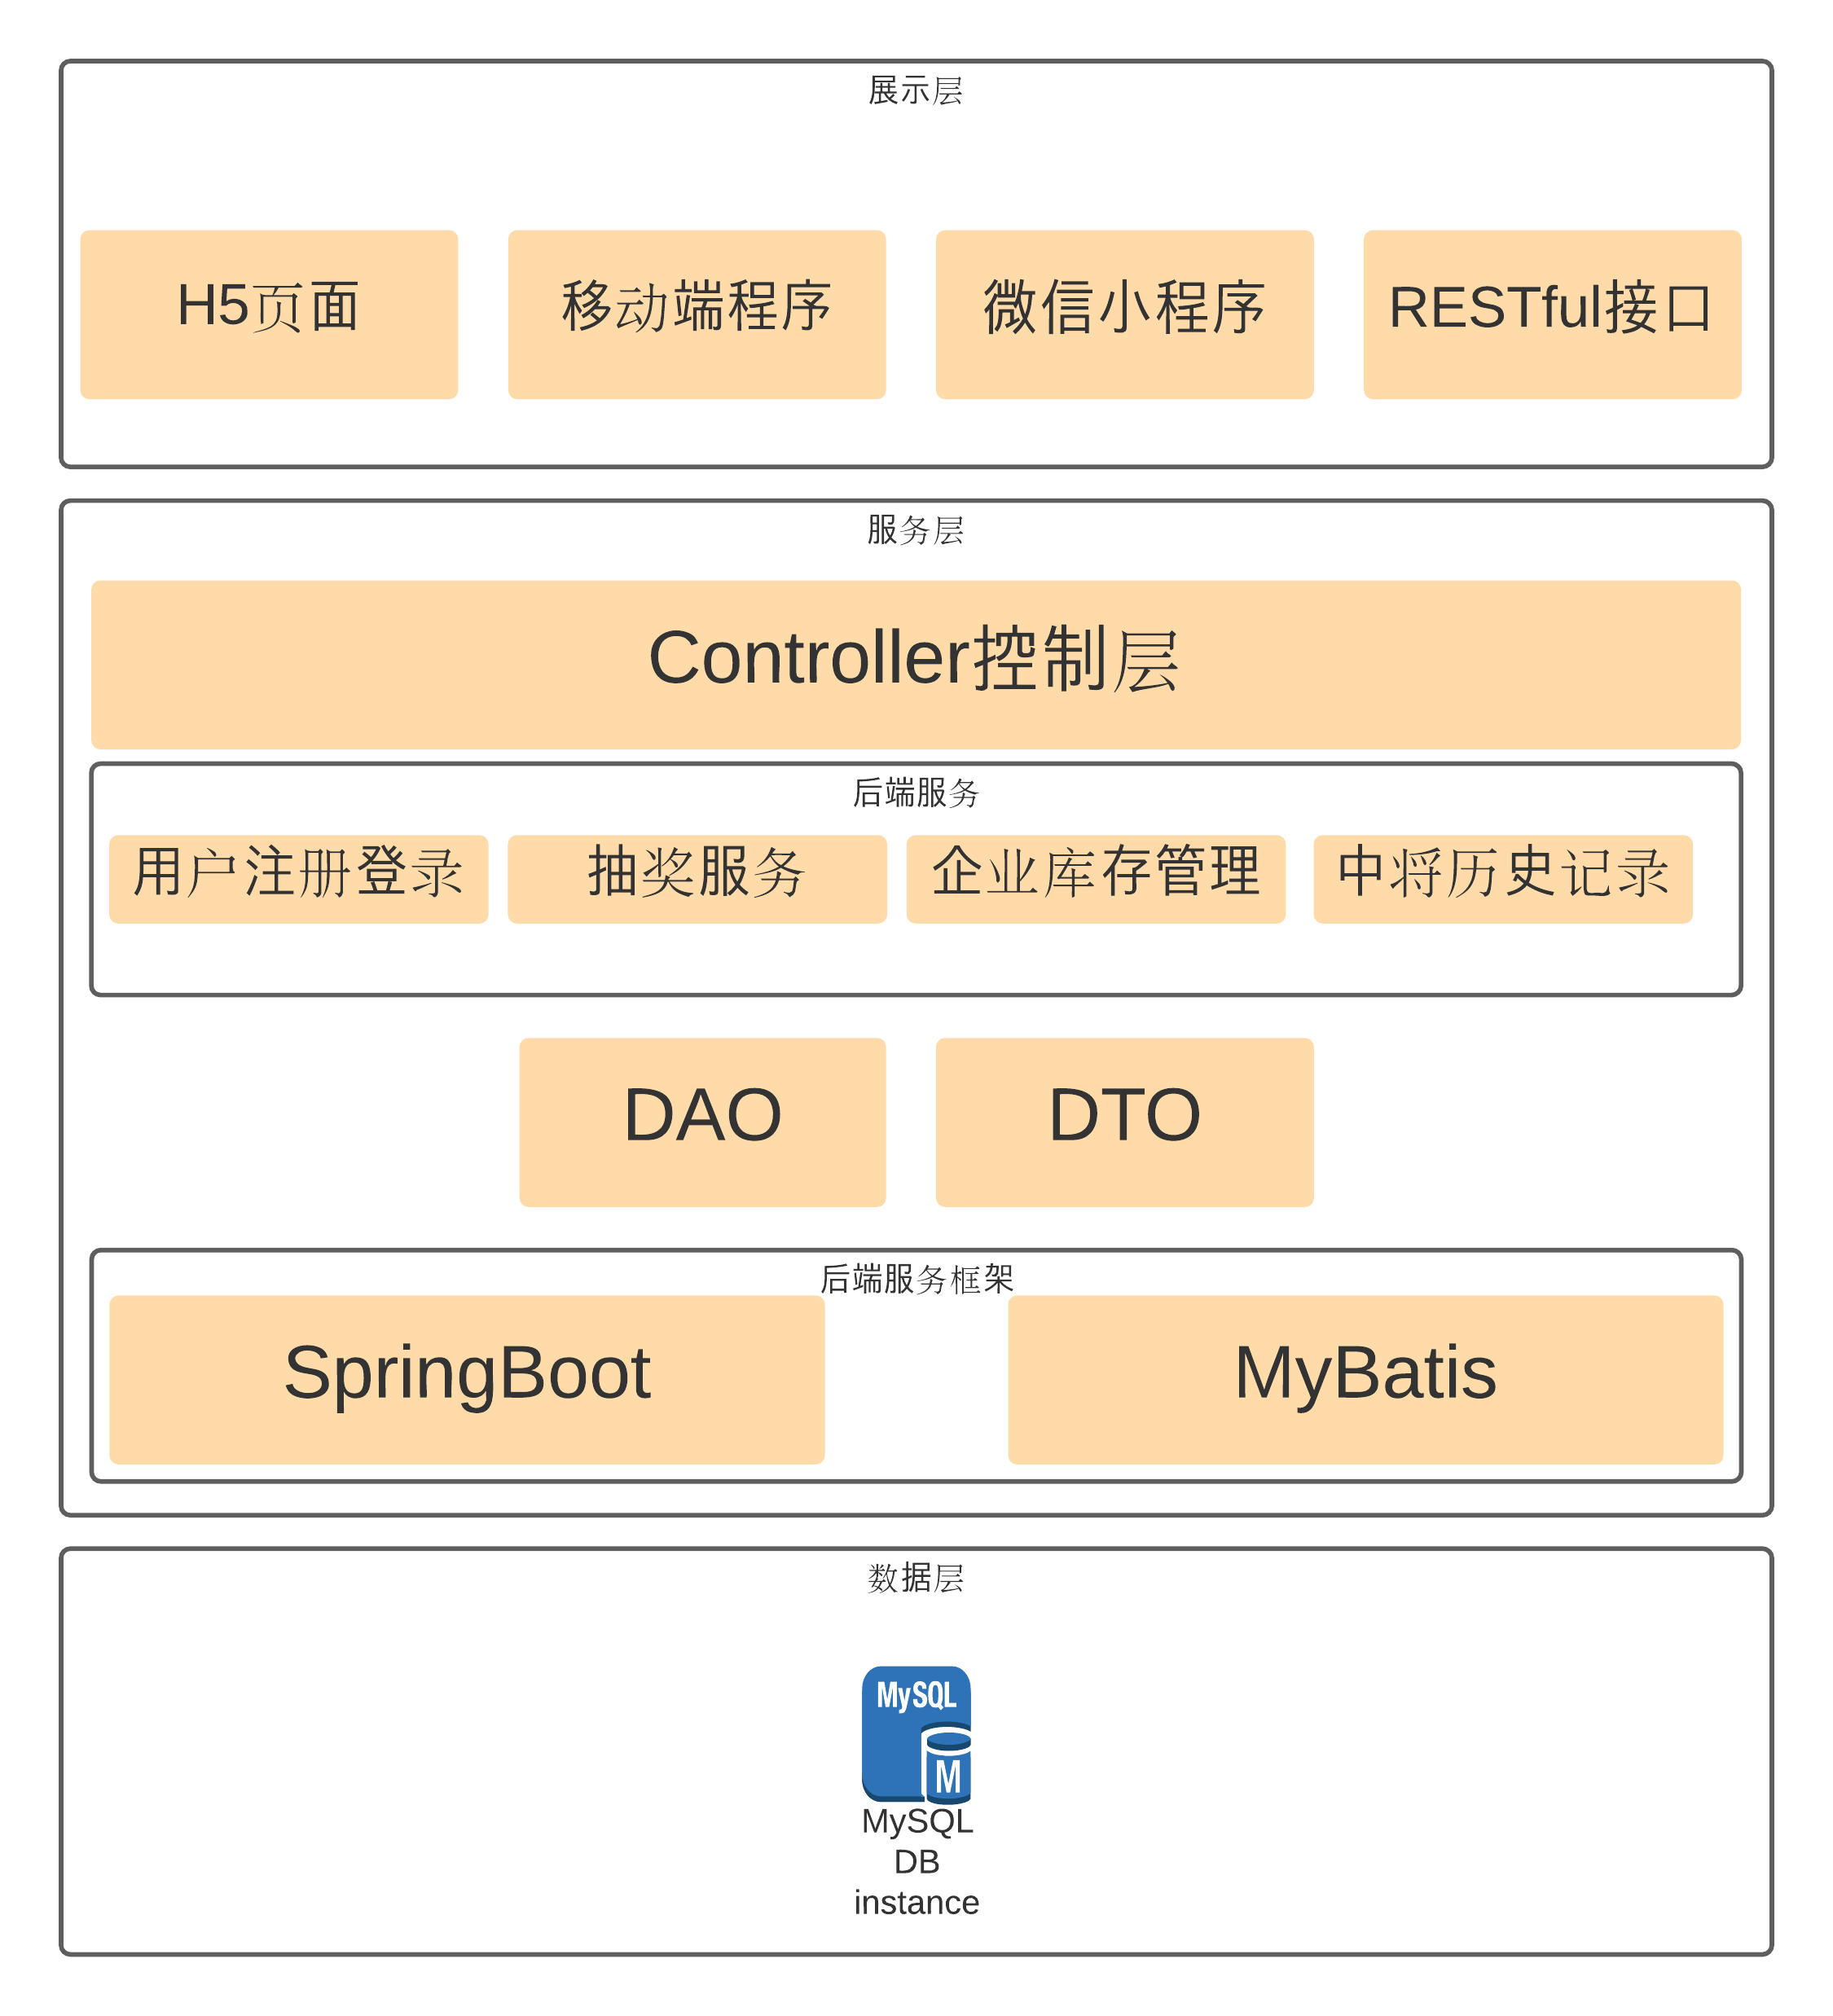 展示层
H5页面
移动端程序
微信小程序
RESTful接口
服务层
Controller控制层
后端服务
用户注册登录
抽奖服务
企业库存管理
中将历史记录
DAO
DTO
后端服务框架
SpringBoot
MyBatis
数据层
MySQL
M
MySQL
DB
instance